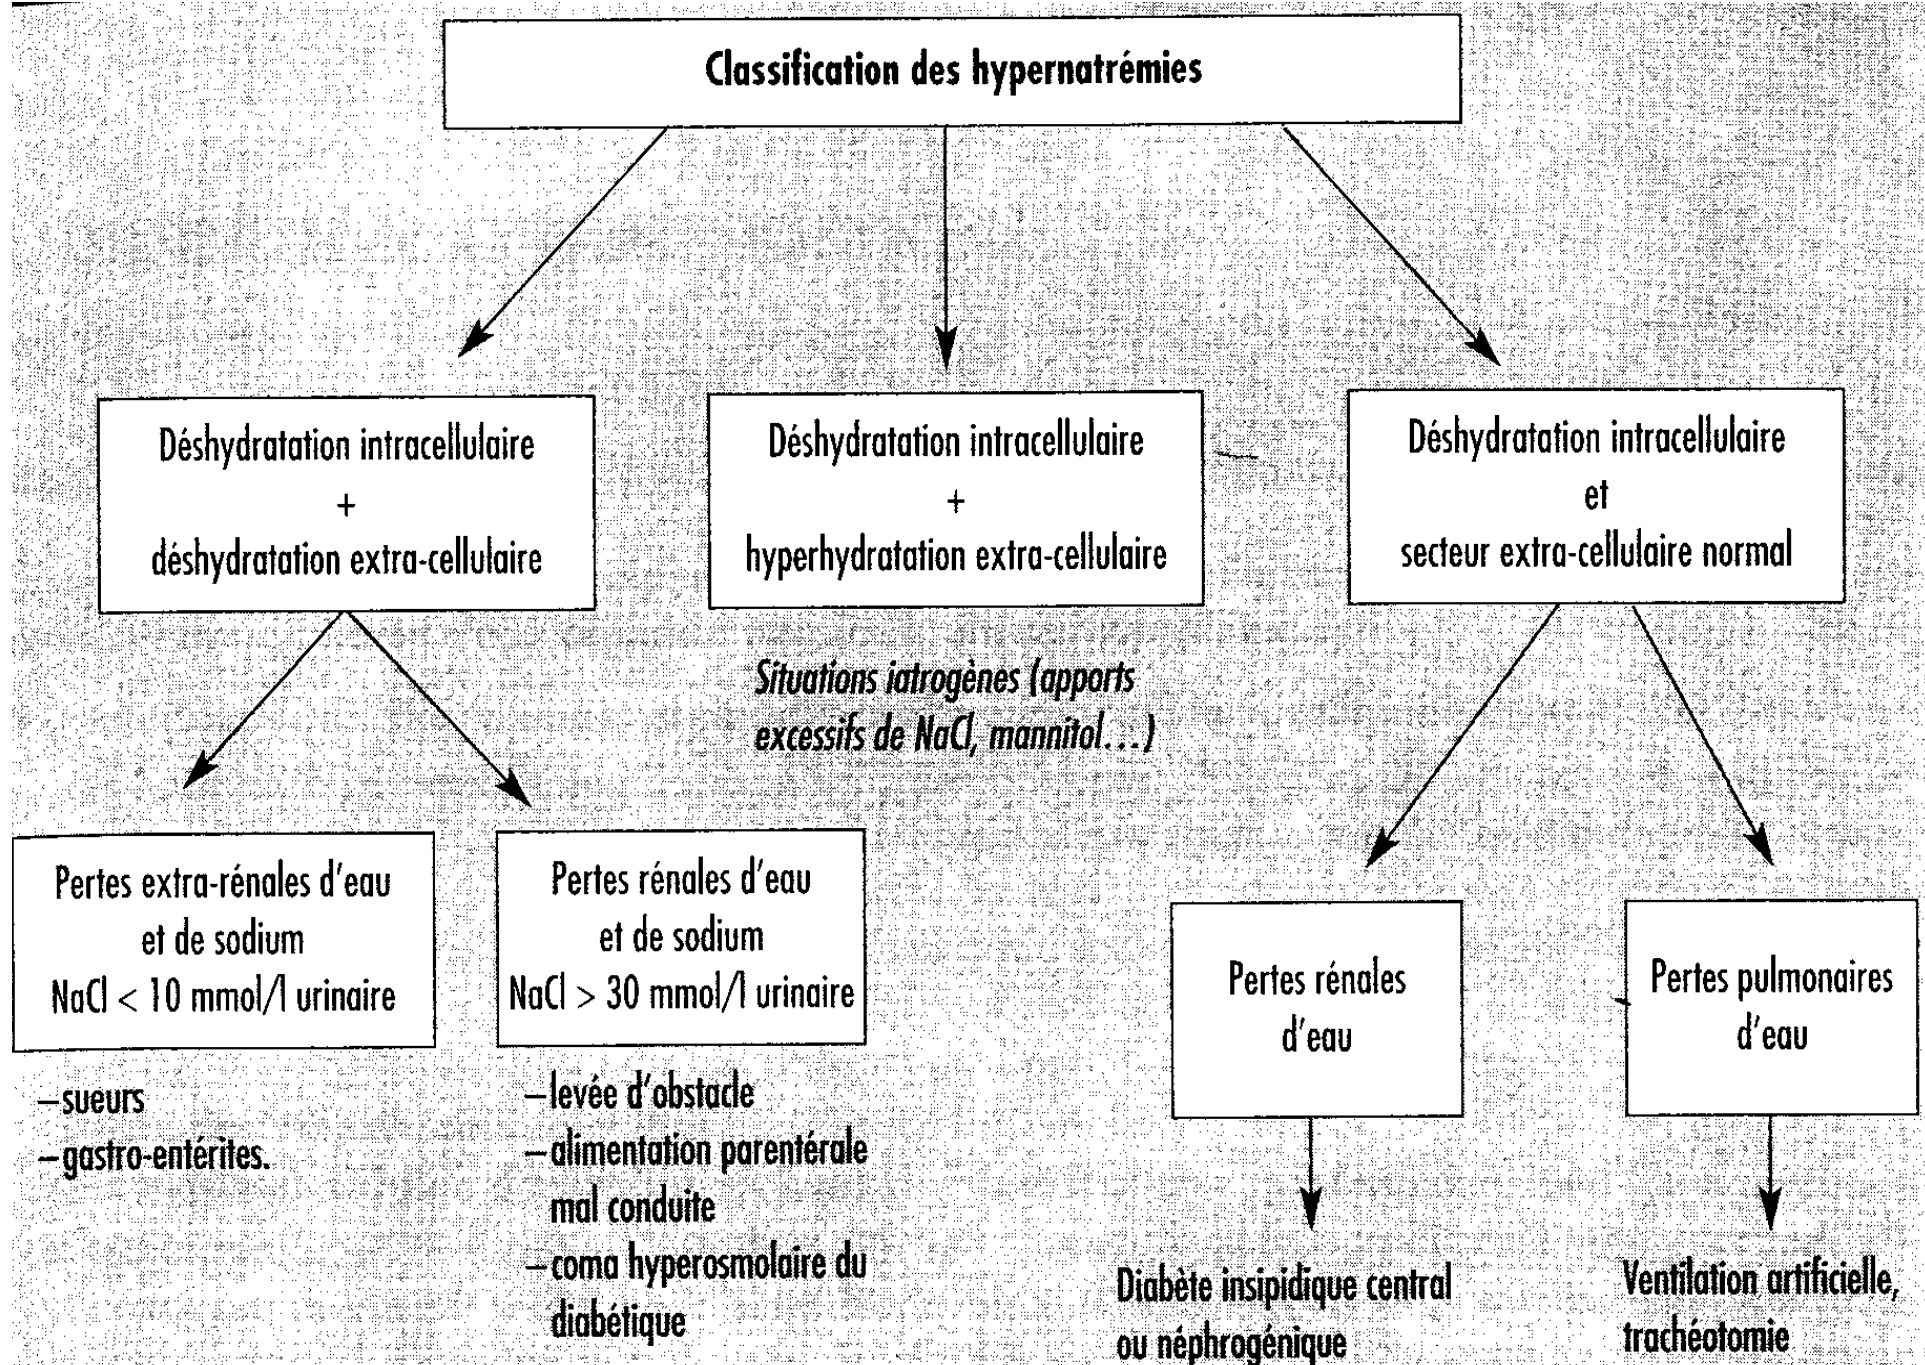 Classification des hypernatrémies
Déshydratation intracellulaire
+
déshydratation extra-cellulaire
Déshydratation intracellulaire
+
hyperhydratation extra-cellulaire
Déshydratation intracellulaire
et
secteur extra-cellulaire normal
Situations iatrogènes (apports
excessifs de NaCl, mannitol...)
Pertes extra-rénales d'eau
et de sodium
NaCl < 10 mmol/l urinaire
–sueurs
–gastro-entérites.
Pertes rénales d'eau
et de sodium
NaCl > 30 mmol/l urinaire
–levée d'obstacle
–alimentation parentérale
mal conduite
–coma hyperosmolaire du
diabétique
Pertes rénales
d'eau
Diabète insipidique central
ou néphrogénique
Pertes pulmonaires
d'eau
Ventilation artificielle,
trachéotomie